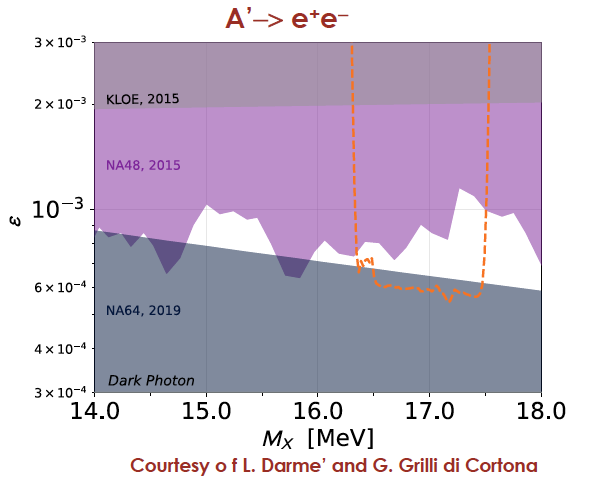 A’–> e⁺e⁻
3×10⁻³
2×10⁻³
10⁻³
6×10⁻⁴
4×10⁻⁴
3×10⁻⁴
ε
KLOE, 2015
NA48, 2015
NA64, 2019
Dark Photon
14.0 15.0 16.0 17.0 18.0
Mₓ [MeV]
Courtesy o f L. Darme’ and G. Grilli di Cortona